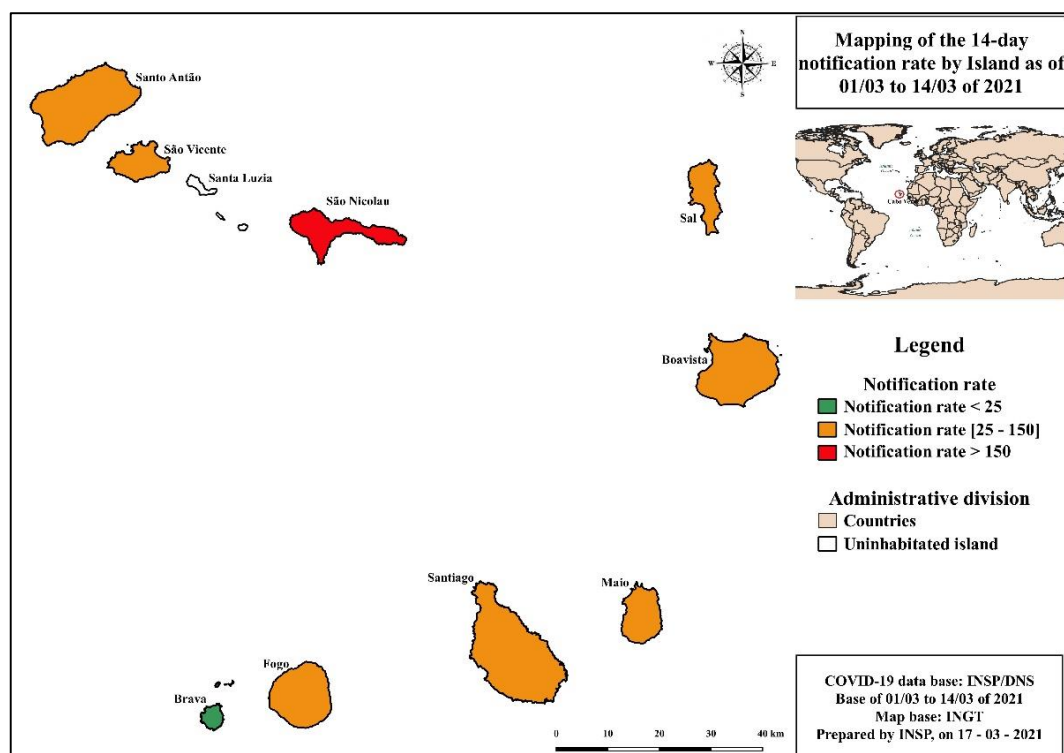 Mapping of the 14-day
notification rate by Island as of
01/03 to 14/03 of 2021
N
W
E
S
Santo Antão
São Vicente
Santa Luzia
São Nicolau
Sal
Boavista
Santiago
Maio
Fogo
Brava
Legend
Notification rate
Notification rate < 25
Notification rate [25 - 150]
Notification rate > 150
Administrative division
Countries
Uninhabitated island
0 10 20 30 40 km
COVID-19 data base: INSP/DNS
Base of 01/03 to 14/03 of 2021
Map base: INGT
Prepared by INSP, on 17 - 03 - 2021